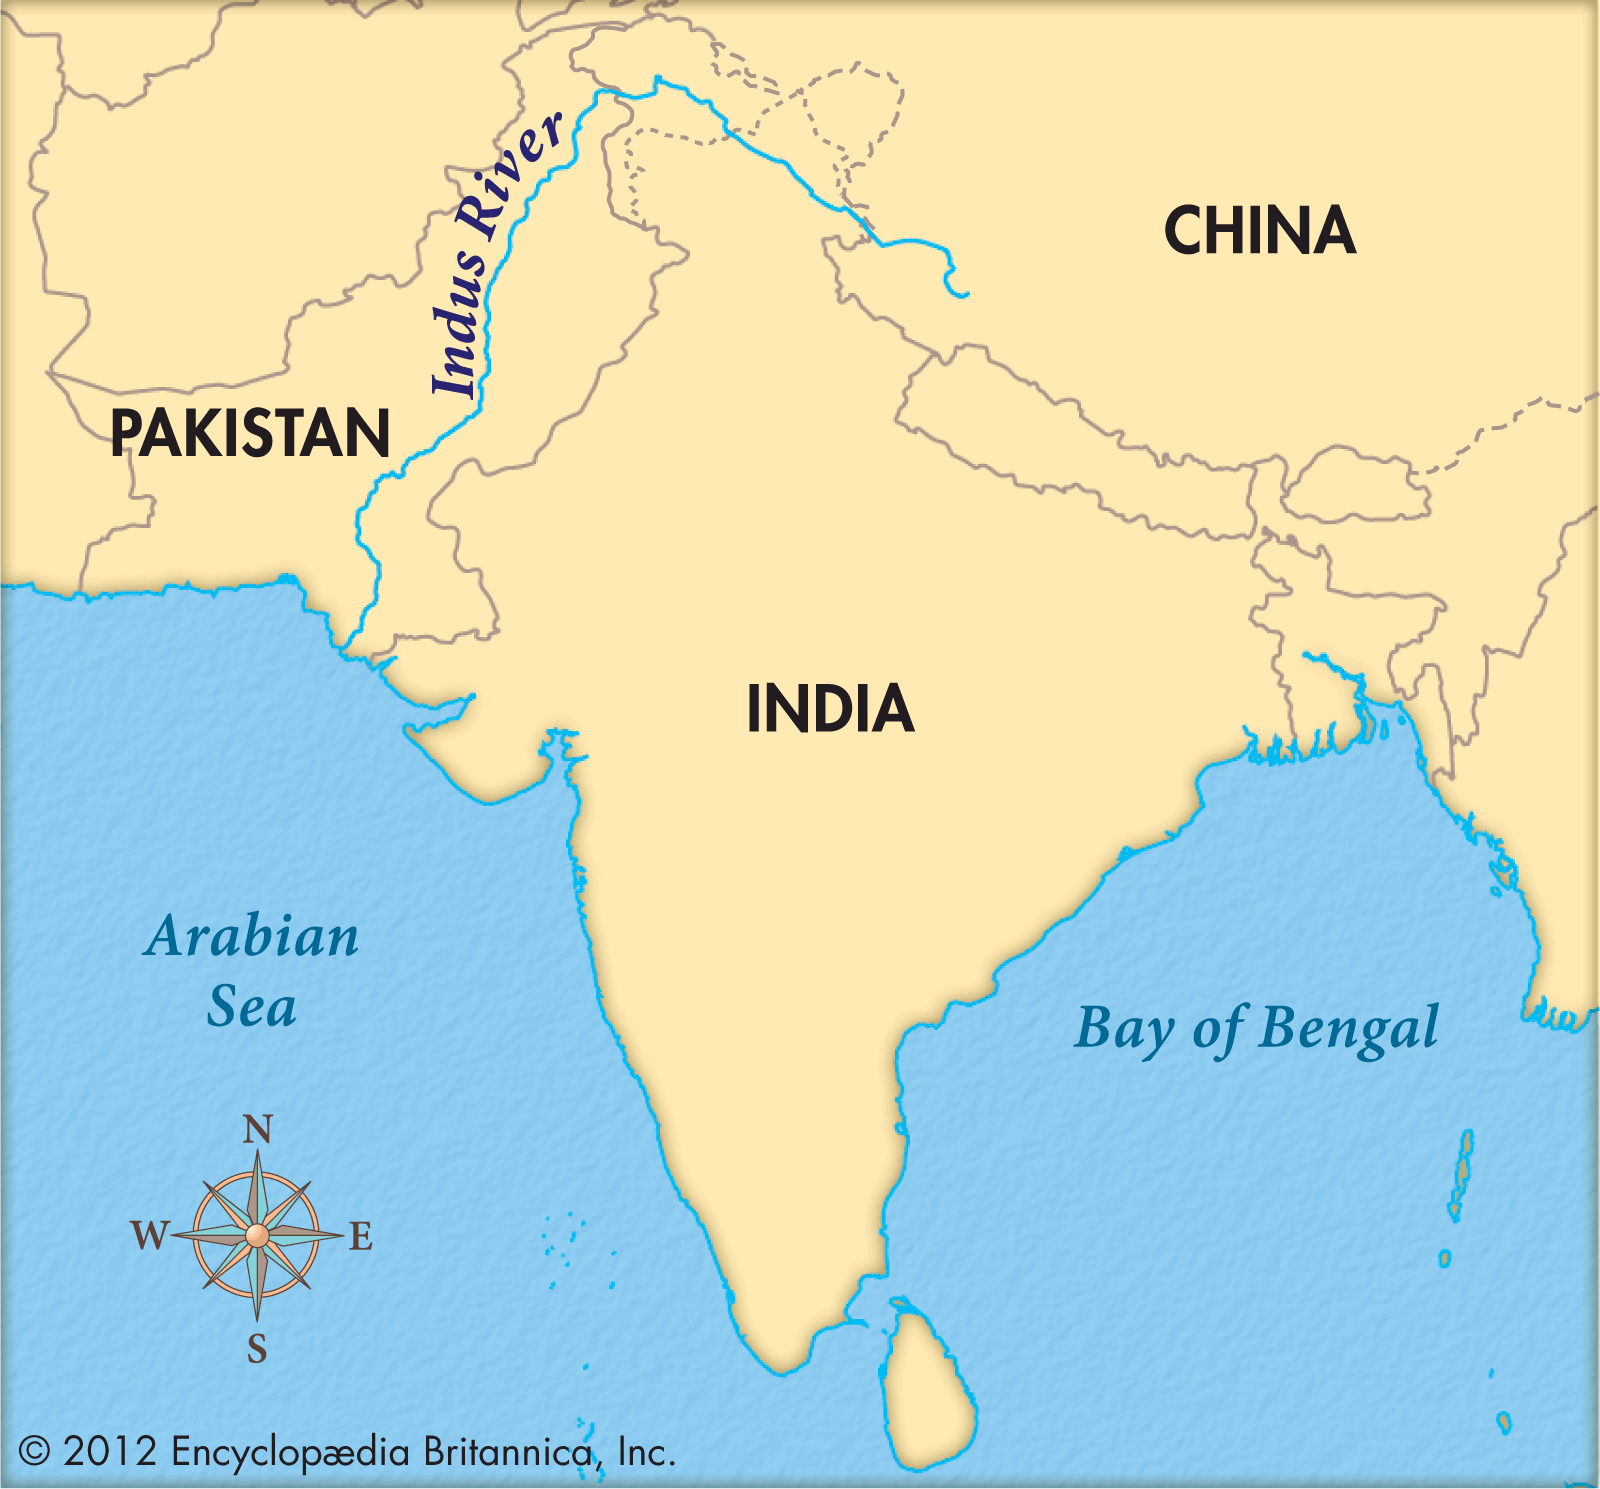 Indus River
CHINA
PAKISTAN
INDIA
Arabian
Sea
Bay of Bengal
N
W
E
S
© 2012 Encyclopædia Britannica, Inc.